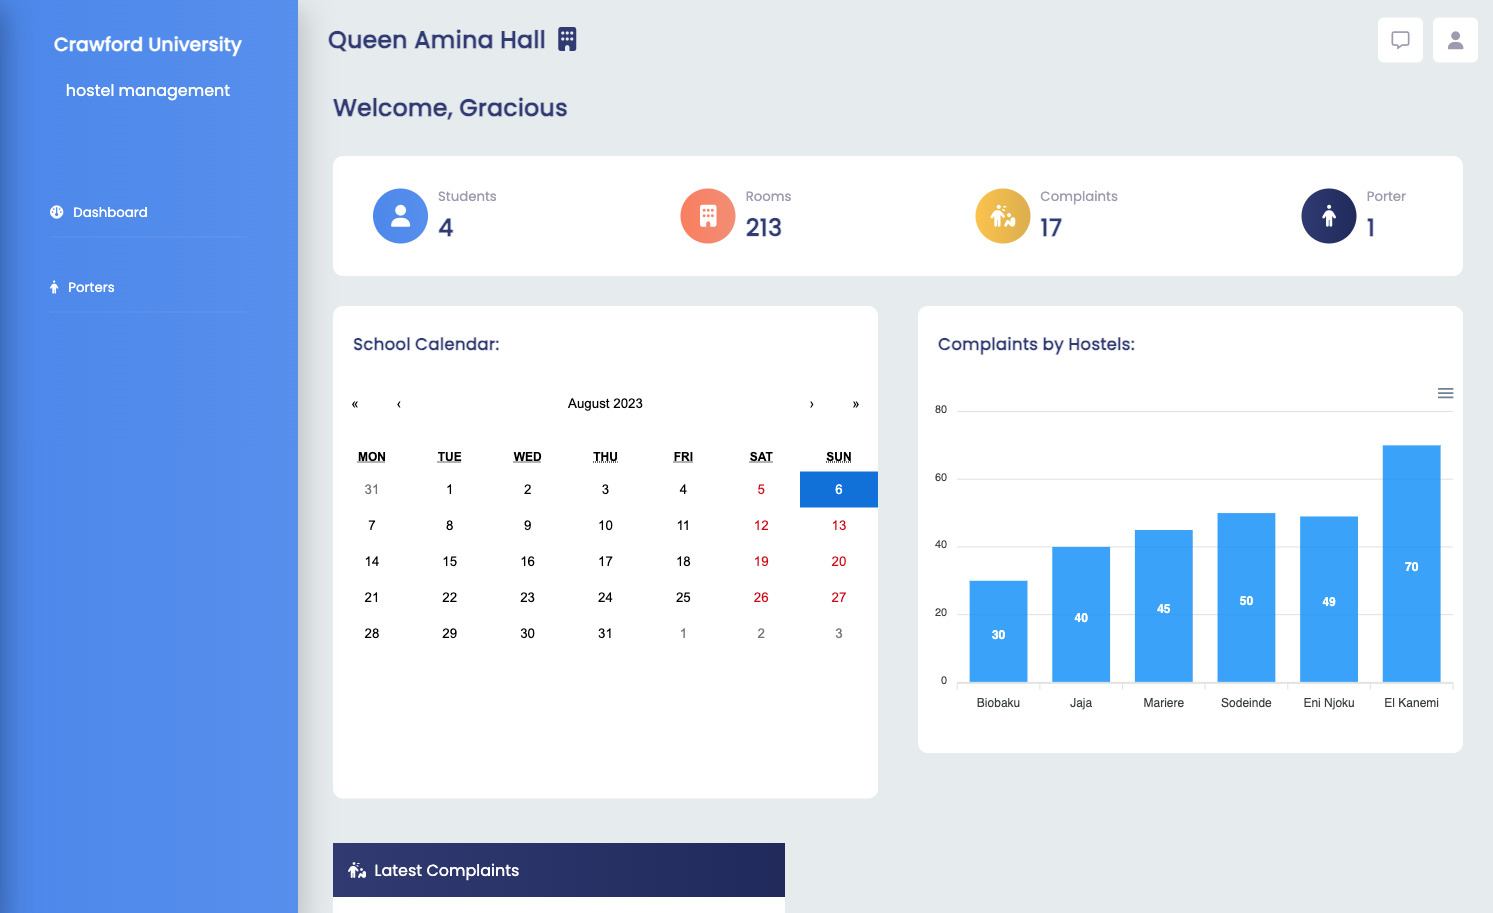 Crawford University
hostel management
Dashboard
Porters
Queen Amina Hall
Welcome, Gracious
Students
4
Rooms
213
Complaints
17
Porter
1
School Calendar:
« ‹ August 2023 › »
MON TUE WED THU FRI SAT SUN
31 1 2 3 4 5 6
7 8 9 10 11 12 13
14 15 16 17 18 19 20
21 22 23 24 25 26 27
28 29 30 31 1 2 3
Complaints by Hostels:
80
60
40
20
0
30 40 45 50 49 70
Biobaku Jaja Mariere Sodeinde Eni Njoku El Kanemi
Latest Complaints